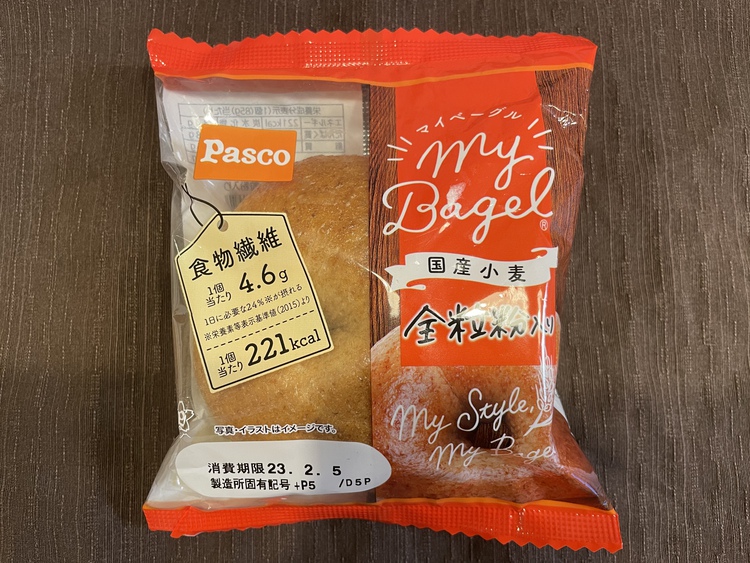 Pasco
マイベーグル
My
Bagel®
国産小麦
全粒粉入り
食物繊維
1個当たり 4.6g
1日に必要な24%※が摂れる
※栄養素等表示基準値(2015)より
1個当たり 221kcal
My Style,
My Bage
写真・イラストはイメージです。
消費期限23.2.5
製造所固有記号 +P5 /D5P